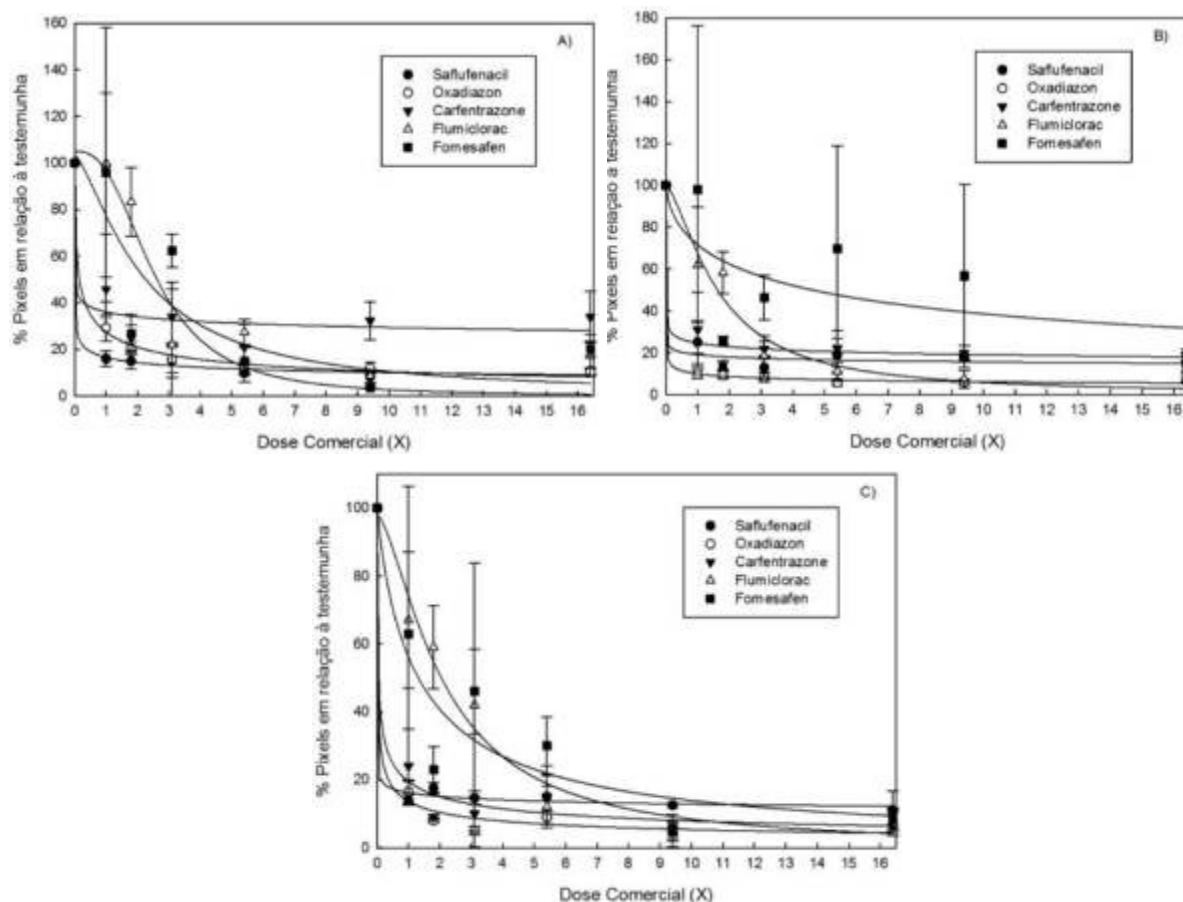 A)
% Pixels em relação à testemunha
160
140
120
100
80
60
40
20
0
Saflufenacil
Oxadiazon
Carfentrazone
Flumiclorac
Fomesafen
0 1 2 3 4 5 6 7 8 9 10 11 12 13 14 15 16
Dose Comercial (X)
B)
% Pixels em relaçao a testemunha
180
160
140
120
100
80
60
40
20
0
Saflufenacil
Oxadiazon
Carfentrazone
Flumiclorac
Fomesafen
0 1 2 3 4 5 6 7 8 9 10 11 12 13 14 15 16
Dose Comercial (X)
C)
% Pixels em relação à testemunha
100
80
60
40
20
0
Saflufenacil
Oxadiazon
Carfentrazone
Flumiclorac
Fomesafen
0 1 2 3 4 5 6 7 8 9 10 11 12 13 14 15 16
Dose Comercial (X)